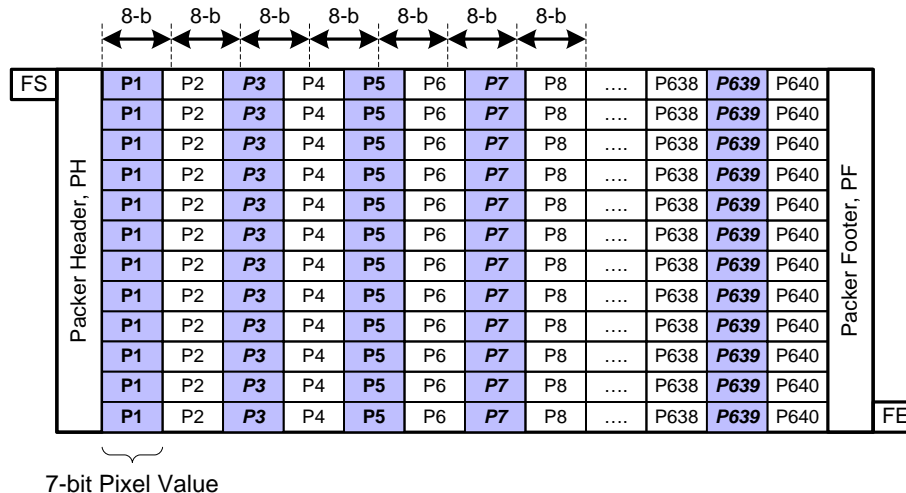 8-b 8-b 8-b 8-b 8-b 8-b 8-b
FS P1 P2 P3 P4 P5 P6 P7 P8 .... P638 P639 P640
P1 P2 P3 P4 P5 P6 P7 P8 .... P638 P639 P640
P1 P2 P3 P4 P5 P6 P7 P8 .... P638 P639 P640
P1 P2 P3 P4 P5 P6 P7 P8 .... P638 P639 P640
P1 P2 P3 P4 P5 P6 P7 P8 .... P638 P639 P640
P1 P2 P3 P4 P5 P6 P7 P8 .... P638 P639 P640
P1 P2 P3 P4 P5 P6 P7 P8 .... P638 P639 P640
P1 P2 P3 P4 P5 P6 P7 P8 .... P638 P639 P640
P1 P2 P3 P4 P5 P6 P7 P8 .... P638 P639 P640
P1 P2 P3 P4 P5 P6 P7 P8 .... P638 P639 P640
P1 P2 P3 P4 P5 P6 P7 P8 .... P638 P639 P640
P1 P2 P3 P4 P5 P6 P7 P8 .... P638 P639 P640 FE
Packer Header, PH
Packer Footer, PF
7-bit Pixel Value